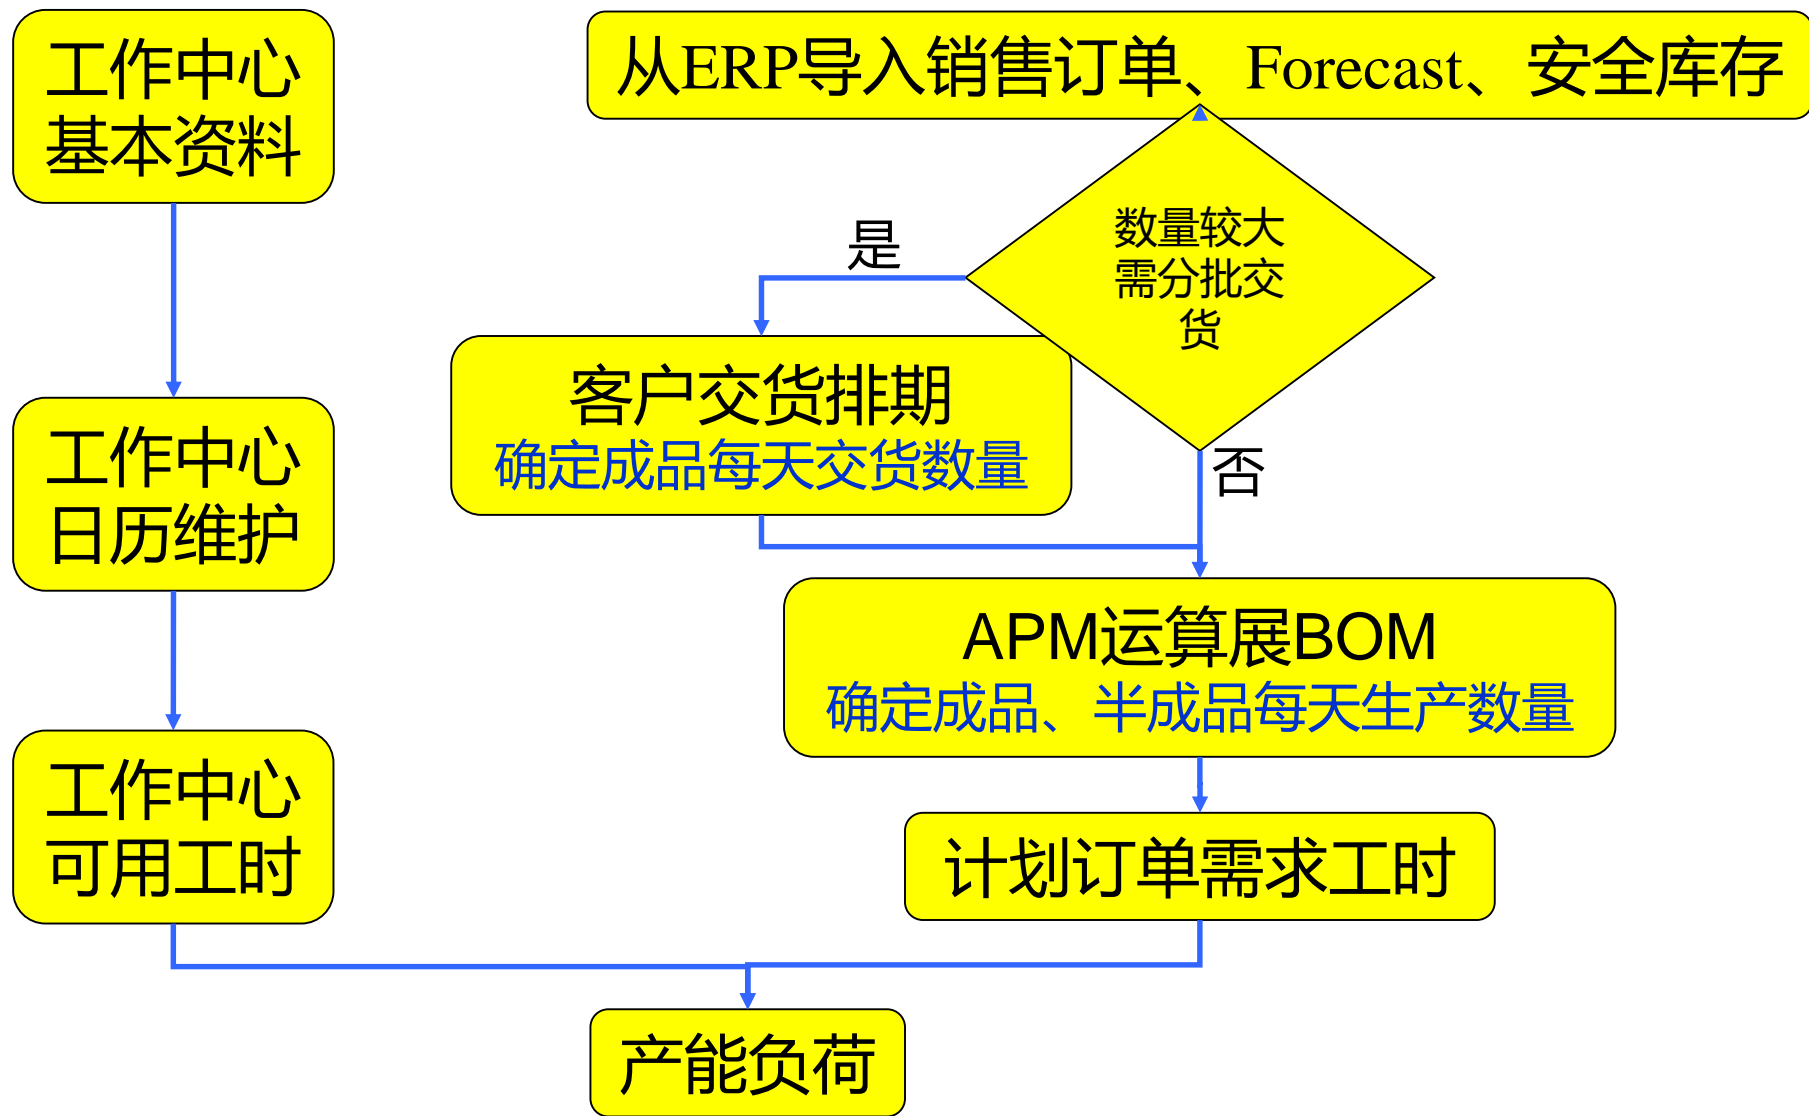 工作中心
基本资料
从ERP导入销售订单、Forecast、安全库存
数量较大
需分批交
货
是
客户交货排期
确定成品每天交货数量
否
工作中心
日历维护
APM运算展BOM
确定成品、半成品每天生产数量
工作中心
可用工时
计划订单需求工时
产能负荷